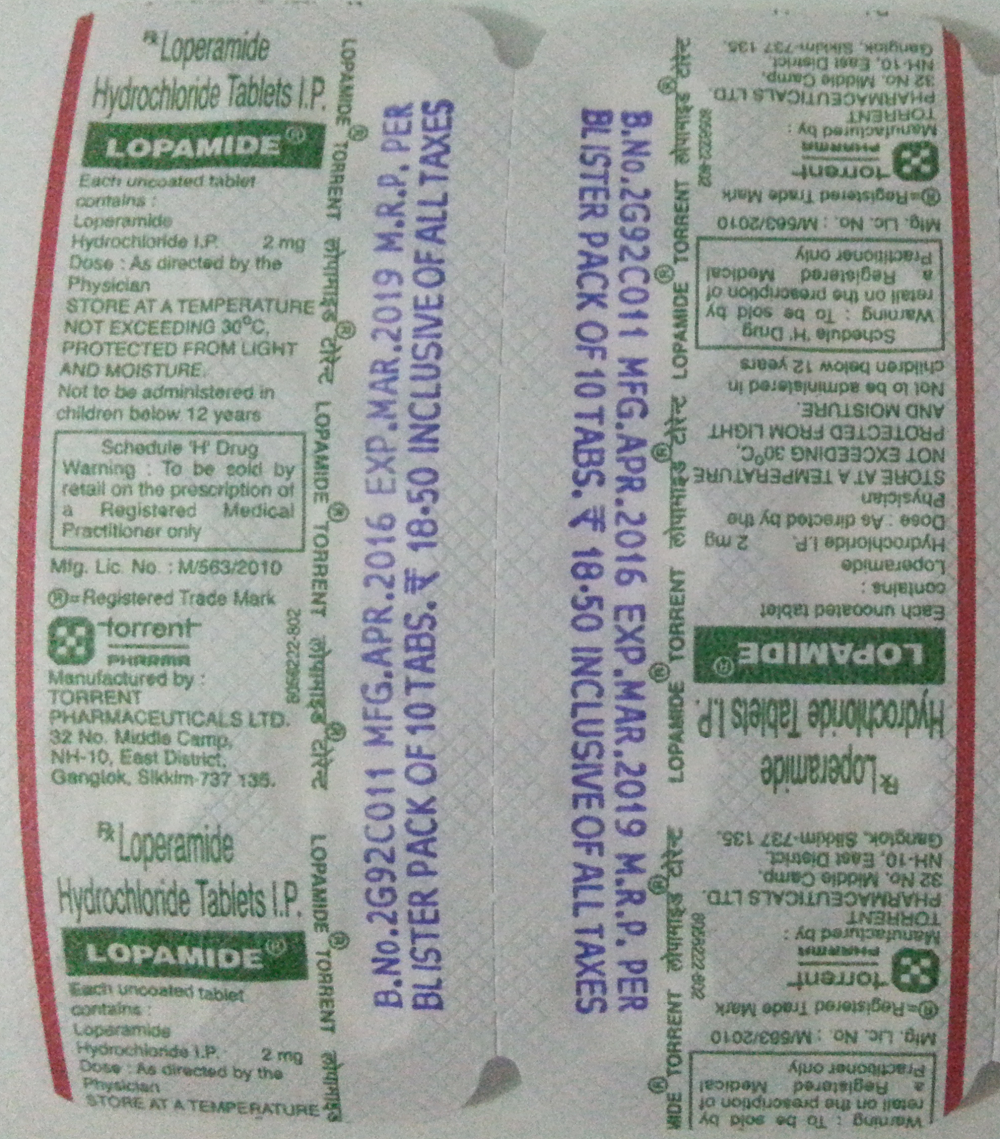 ℞ Loperamide
Hydrochloride Tablets I.P.
LOPAMIDE®
Each uncoated tablet
contains :
Loperamide
Hydrochloride I.P. 2 mg
Dose : As directed by the
Physician
STORE AT A TEMPERATURE
NOT EXCEEDING 30°C,
PROTECTED FROM LIGHT
AND MOISTURE.
Not to be administered in
children below 12 years
Schedule 'H' Drug
Warning : To be sold by
retail on the prescription of
a Registered Medical
Practitioner only
Mfg. Lic. No. : M/563/2010
®=Registered Trade Mark
torrent
PHARMA
Manufactured by :
TORRENT
PHARMACEUTICALS LTD.
32 No. Middle Camp,
NH-10, East District,
Gangtok, Sikkim-737 135.
8056222-802
℞ Loperamide
Hydrochloride Tablets I.P.
LOPAMIDE®
Each uncoated tablet
contains :
Loperamide
Hydrochloride I.P. 2 mg
Dose : As directed by the
Physician
STORE AT A TEMPERATURE
LOPAMIDE® TORRENT लोपामाइड® टोरेन्ट LOPAMIDE® TORRENT लोपामाइड® टोरेन्ट LOPAMIDE® TORRENT लोपामाइड
B.No.2G92C011 MFG.APR.2016 EXP.MAR.2019 M.R.P. PER
BLISTER PACK OF 10 TABS. ₹ 18.50 INCLUSIVE OF ALL TAXES
B.No.2G92C011 MFG.APR.2016 EXP.MAR.2019 M.R.P. PER
BLISTER PACK OF 10 TABS. ₹ 18.50 INCLUSIVE OF ALL TAXES
MIDE® TORRENT लोपामाइड® टोरेन्ट LOPAMIDE® TORRENT लोपामाइड® टोरेन्ट LOPAMIDE® TORRENT लोपामाइड® टोरेन्ट
Warning : To be sold by
retail on the prescription of
a Registered Medical
Practitioner only
Mfg. Lic. No. : M/563/2010
®=Registered Trade Mark
torrent
PHARMA
Manufactured by :
TORRENT
PHARMACEUTICALS LTD.
32 No. Middle Camp,
NH-10, East District,
Gangtok, Sikkim-737 135.
8056222-802
℞ Loperamide
Hydrochloride Tablets I.P.
LOPAMIDE®
Each uncoated tablet
contains :
Loperamide
Hydrochloride I.P. 2 mg
Dose : As directed by the
Physician
STORE AT A TEMPERATURE
NOT EXCEEDING 30°C,
PROTECTED FROM LIGHT
AND MOISTURE.
Not to be administered in
children below 12 years
Schedule 'H' Drug
Warning : To be sold by
retail on the prescription of
a Registered Medical
Practitioner only
Mfg. Lic. No. : M/563/2010
®=Registered Trade Mark
torrent
PHARMA
Manufactured by :
TORRENT
PHARMACEUTICALS LTD.
32 No. Middle Camp,
NH-10, East District,
Gangtok, Sikkim-737 135.
8056222-802